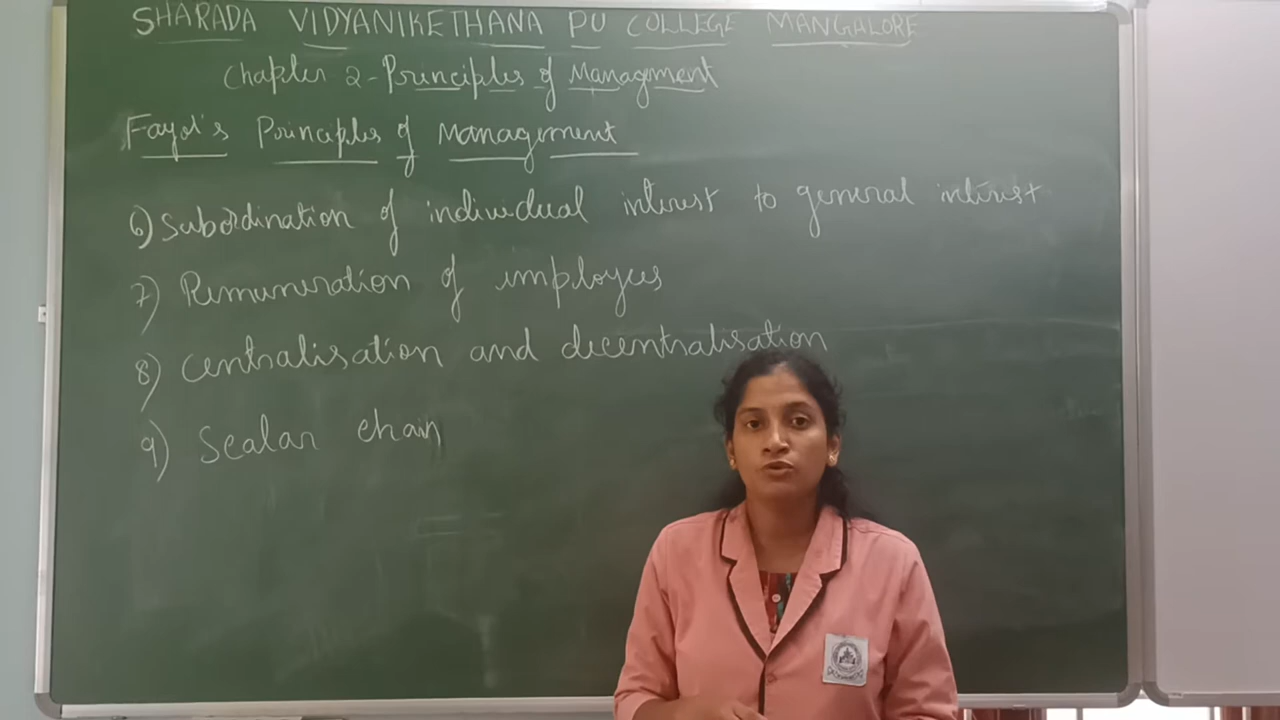 SHARADA VIDYANIKETHANA PU COLLEGE MANGALORE
Chapter 2 - Principles of Management
Fayol's Principles of Management
6) Subordination of individual interest to general interest
7) Remuneration of employees
8) Centralisation and decentralisation
9) Scalar chain